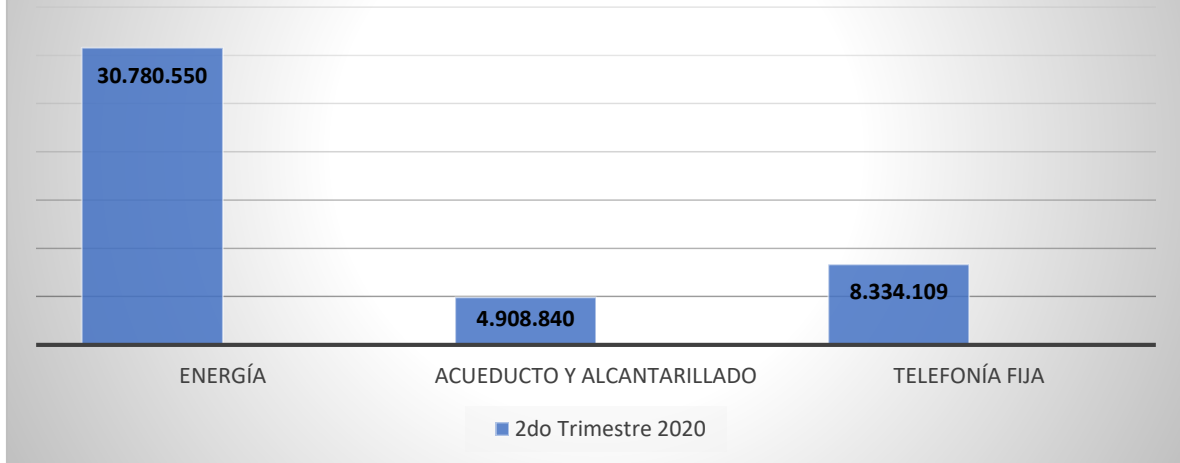 30.780.550
4.908.840
8.334.109
ENERGÍA
ACUEDUCTO Y ALCANTARILLADO
TELEFONÍA FIJA
2do Trimestre 2020